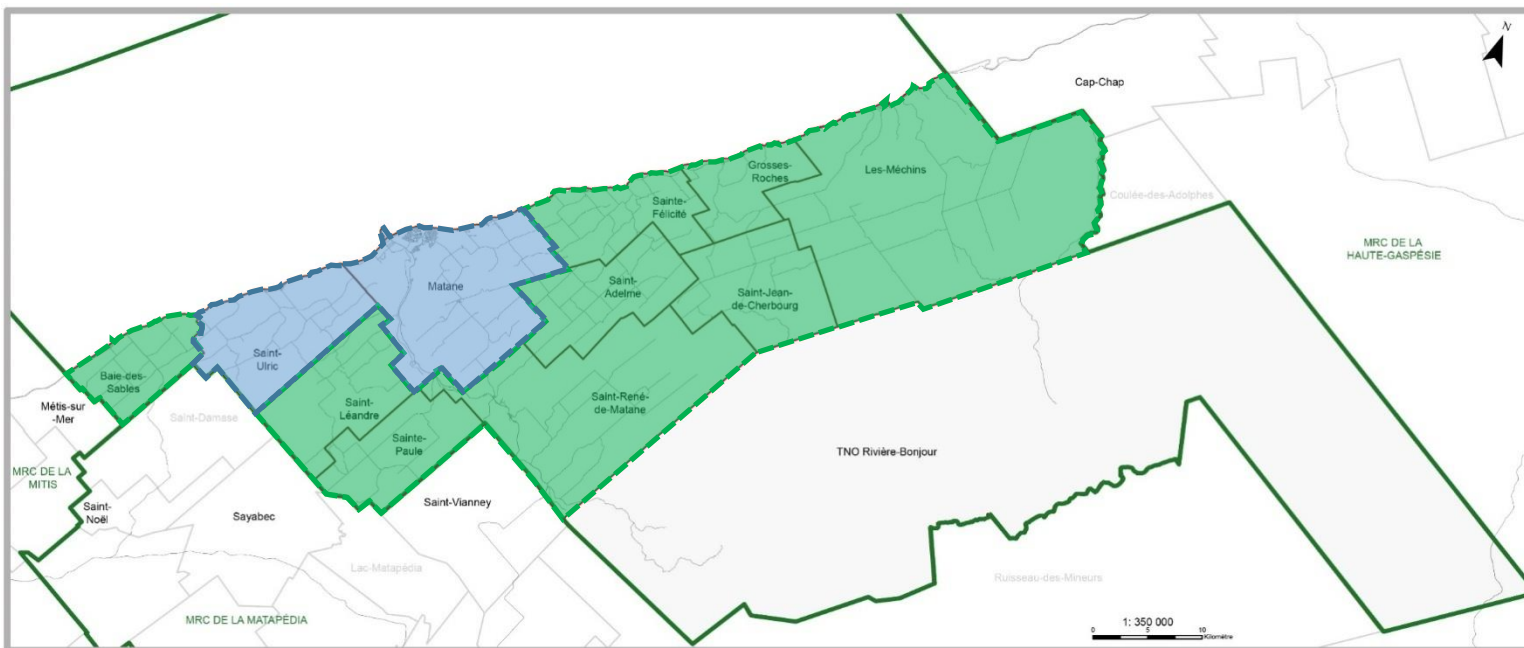 N
Cap-Chap
Grosses-
Roches
Les-Méchins
Coulée-des-Adolphes
Sainte-
Félicité
MRC DE LA
HAUTE-GASPÉSIE
Matane
Saint-
Adelme
Saint-Jean-
de-Cherbourg
Saint-
Ulric
Baie-des-
Sables
Saint-
Léandre
Saint-René-
de-Matane
Métis-sur
-Mer
Saint-Damase
Sainte-
Paule
TNO Rivière-Bonjour
MRC DE LA
MITIS
Saint-
Noël
Sayabec
Saint-Vianney
Lac-Matapédia
Ruisseau-des-Mineurs
MRC DE LA MATAPÉDIA
1: 350 000
0 5 10
Kilomètre